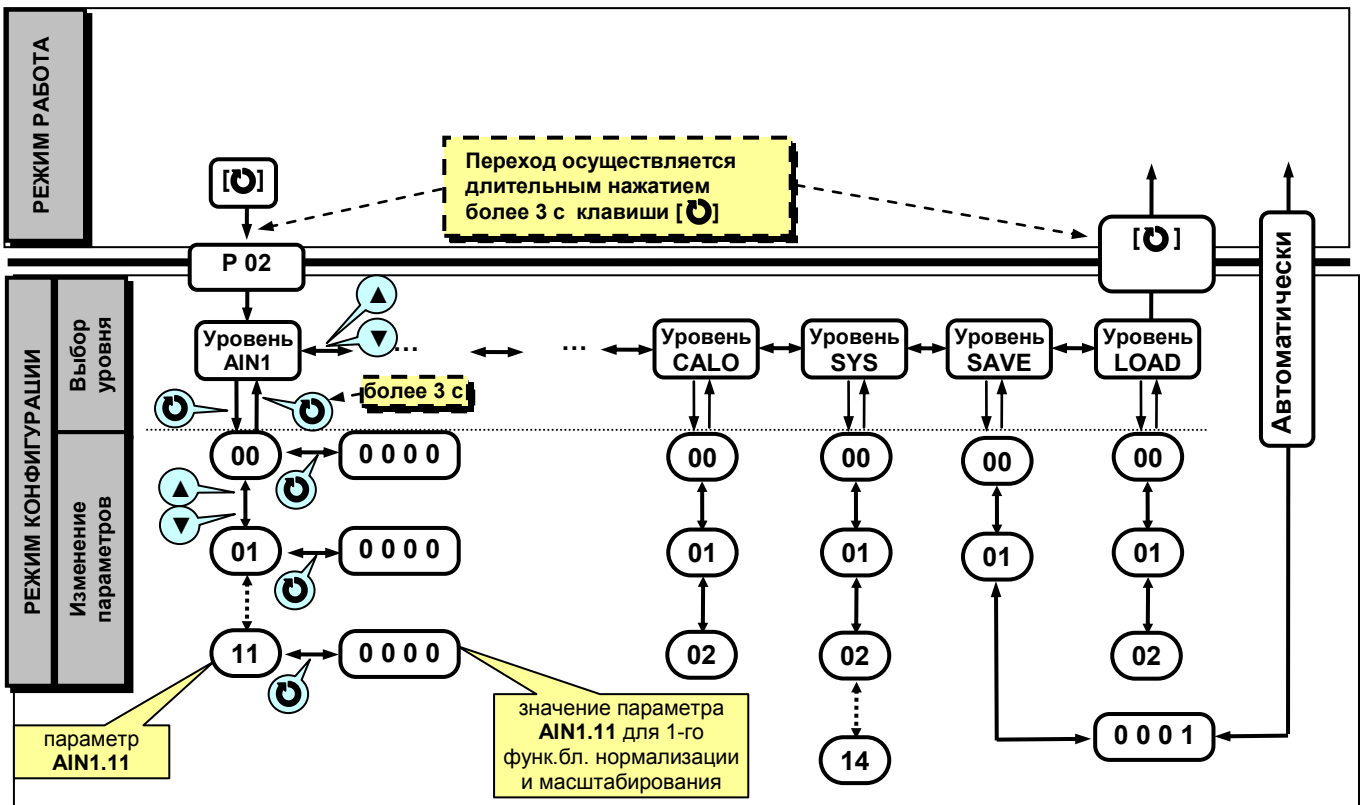 РЕЖИМ РАБОТА
[↻]
Переход осуществляется
длительным нажатием
более 3 с клавиши [↻]
[↻]
Автоматически
P 02
РЕЖИМ КОНФИГУРАЦИИ
Выбор
уровня
Уровень
AIN1
▲
▼
...
...
Уровень
CALO
Уровень
SYS
Уровень
SAVE
Уровень
LOAD
↻
↻
более 3 с
Изменение
параметров
00
0 0 0 0
↻
00
00
00
00
▲
▼
01
0 0 0 0
↻
01
01
01
01
11
0 0 0 0
↻
02
02
02
14
0 0 0 1
параметр
AIN1.11
значение параметра
AIN1.11 для 1-го
функ.бл. нормализации
и масштабирования